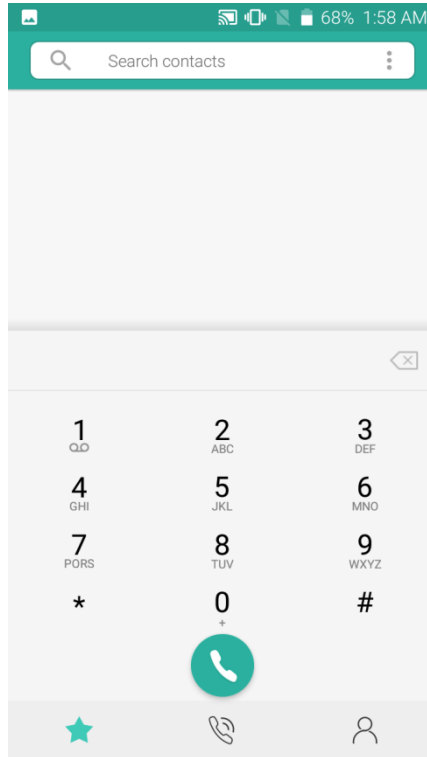 68% 1:58 AM
Search contacts
1 2 3
ABC DEF
4 5 6
GHI JKL MNO
7 8 9
PQRS TUV WXYZ
* 0 #
+